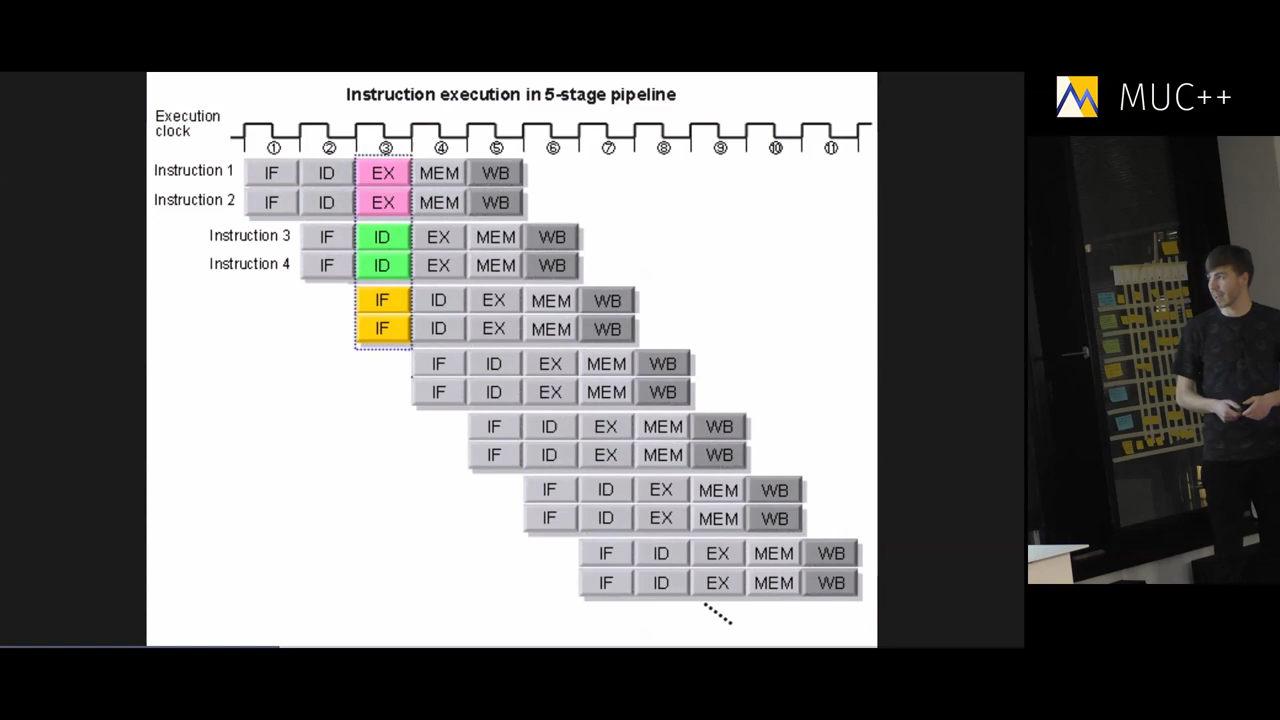 MUC++
Instruction execution in 5-stage pipeline
Execution
clock
① ② ③ ④ ⑤ ⑥ ⑦ ⑧ ⑨ ⑩ ⑪
Instruction 1 IF ID EX MEM WB
Instruction 2 IF ID EX MEM WB
Instruction 3 IF ID EX MEM WB
Instruction 4 IF ID EX MEM WB
IF ID EX MEM WB
IF ID EX MEM WB
IF ID EX MEM WB
IF ID EX MEM WB
IF ID EX MEM WB
IF ID EX MEM WB
IF ID EX MEM WB
IF ID EX MEM WB
IF ID EX MEM WB
IF ID EX MEM WB